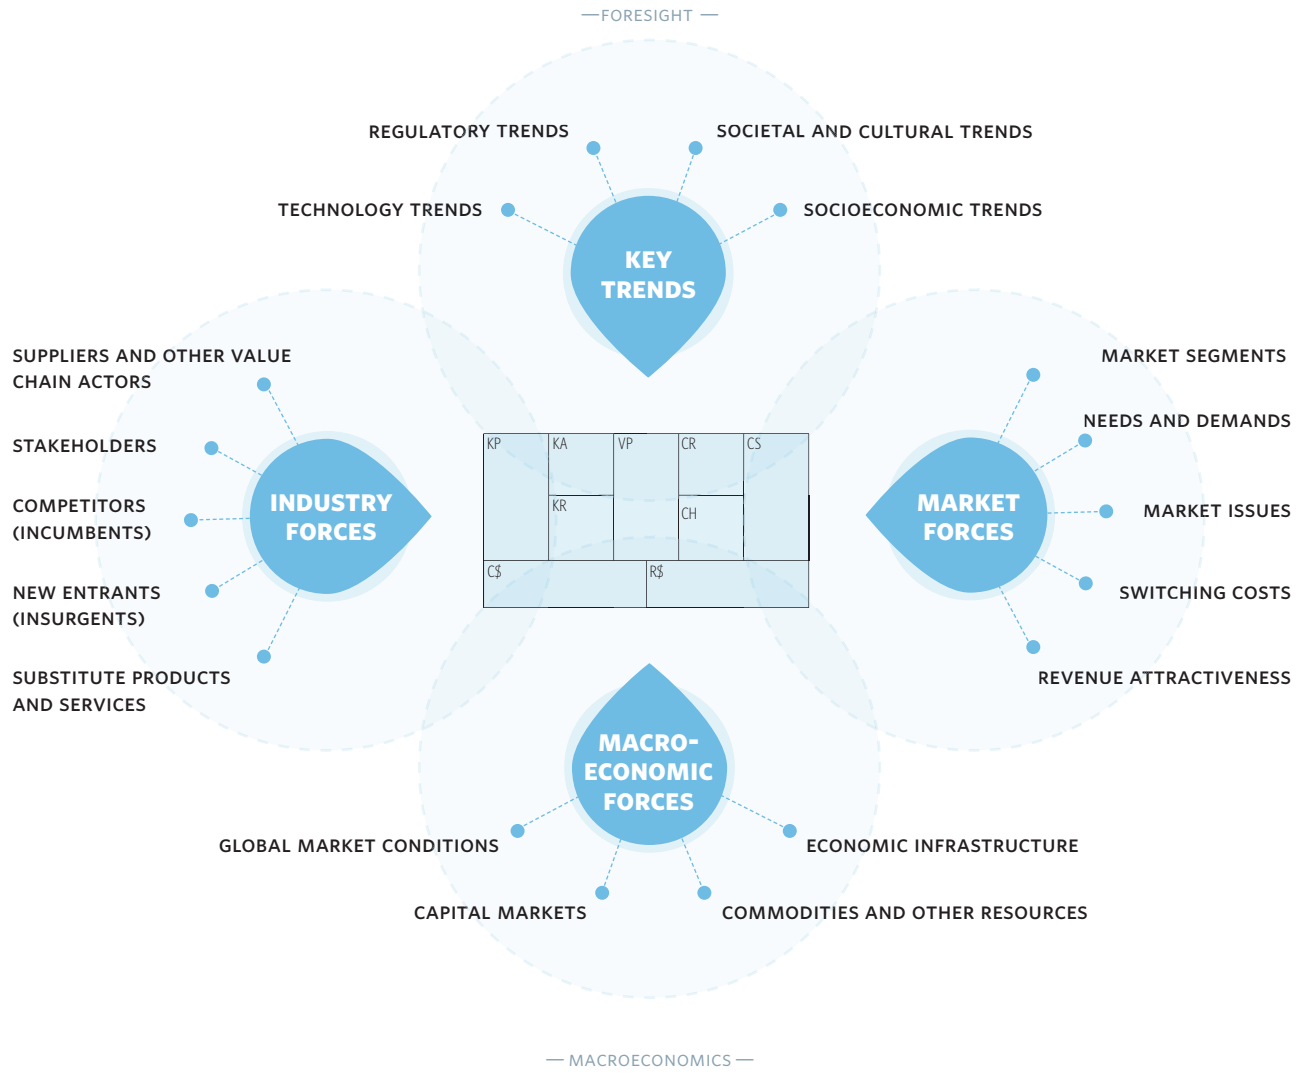 —FORESIGHT —
REGULATORY TRENDS
SOCIETAL AND CULTURAL TRENDS
TECHNOLOGY TRENDS
SOCIOECONOMIC TRENDS
KEY
TRENDS
SUPPLIERS AND OTHER VALUE
CHAIN ACTORS
STAKEHOLDERS
COMPETITORS
(INCUMBENTS)
NEW ENTRANTS
(INSURGENTS)
SUBSTITUTE PRODUCTS
AND SERVICES
INDUSTRY
FORCES
KP
KA
VP
CR
CS
KR
CH
C$
R$
MARKET
FORCES
MARKET SEGMENTS
NEEDS AND DEMANDS
MARKET ISSUES
SWITCHING COSTS
REVENUE ATTRACTIVENESS
MACRO-
ECONOMIC
FORCES
GLOBAL MARKET CONDITIONS
ECONOMIC INFRASTRUCTURE
CAPITAL MARKETS
COMMODITIES AND OTHER RESOURCES
— MACROECONOMICS —